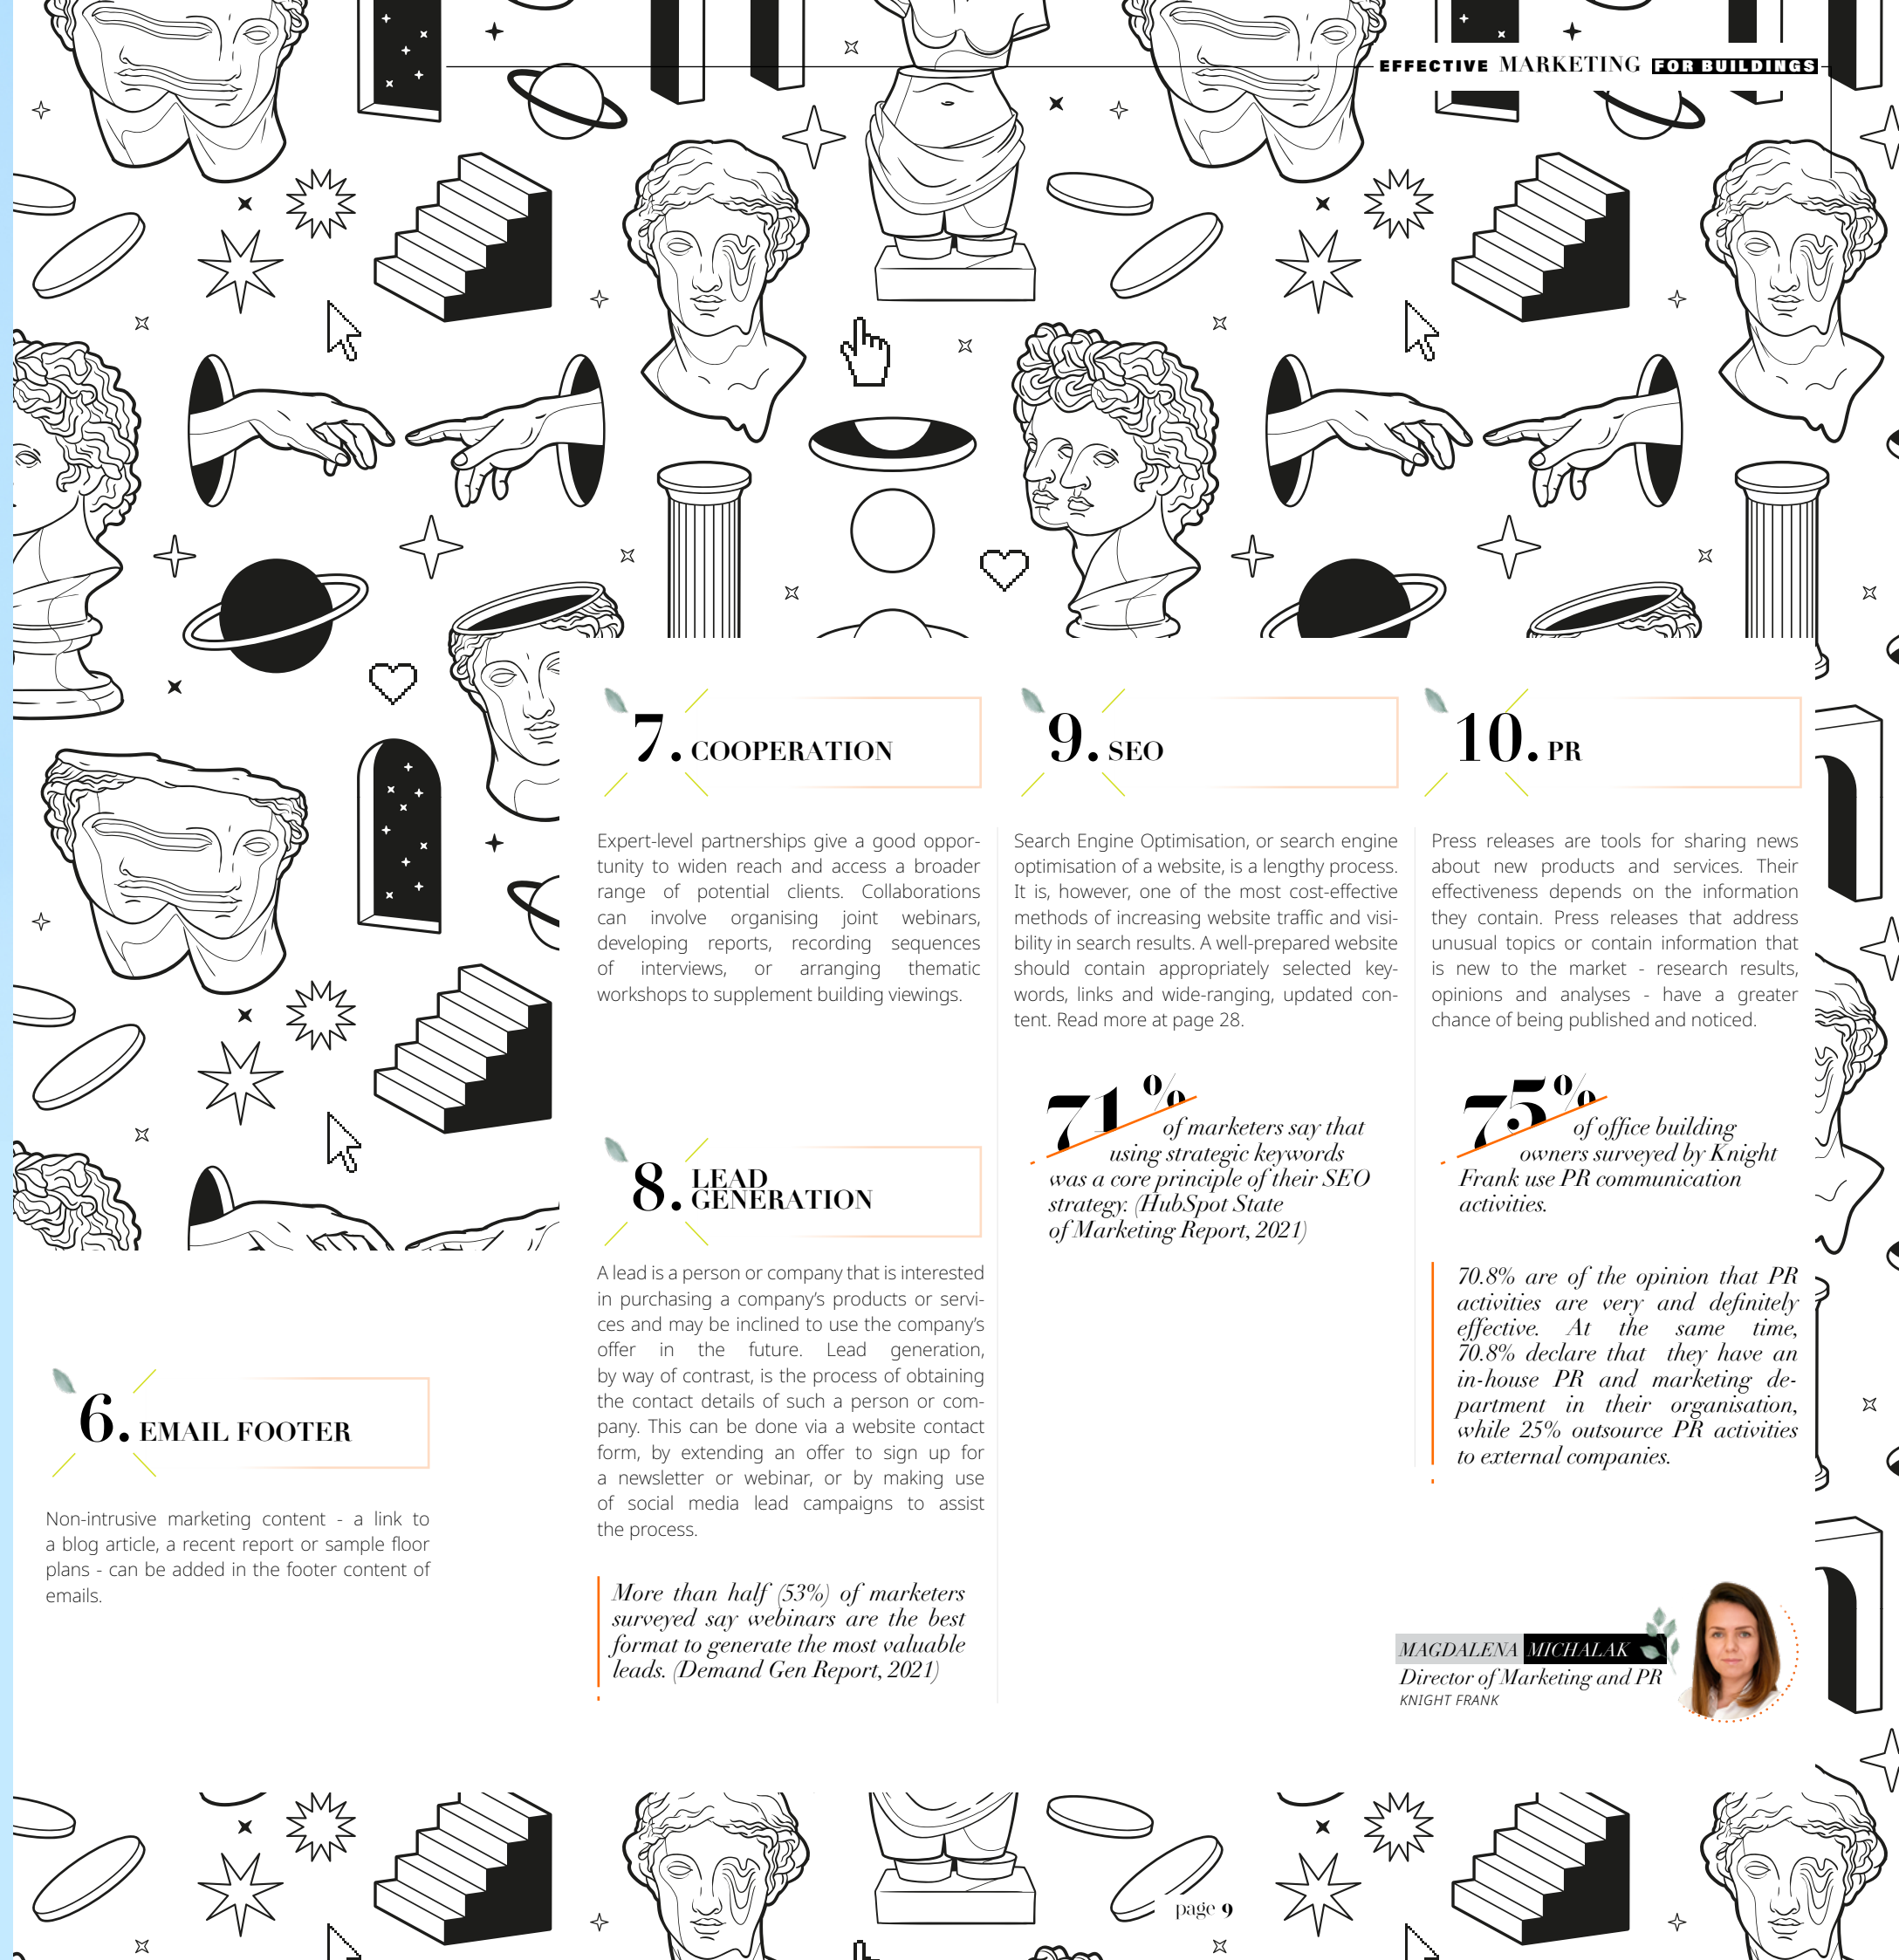 EFFECTIVE MARKETING FOR BUILDINGS
6. EMAIL FOOTER
Non-intrusive marketing content - a link to
a blog article, a recent report or sample floor
plans - can be added in the footer content of
emails.
7. COOPERATION
Expert-level partnerships give a good oppor-
tunity to widen reach and access a broader
range of potential clients. Collaborations
can involve organising joint webinars,
developing reports, recording sequences
of interviews, or arranging thematic
workshops to supplement building viewings.
8. LEAD
GENERATION
A lead is a person or company that is interested
in purchasing a company's products or servi-
ces and may be inclined to use the company's
offer in the future. Lead generation,
by way of contrast, is the process of obtaining
the contact details of such a person or com-
pany. This can be done via a website contact
form, by extending an offer to sign up for
a newsletter or webinar, or by making use
of social media lead campaigns to assist
the process.
More than half (53%) of marketers
surveyed say webinars are the best
format to generate the most valuable
leads. (Demand Gen Report, 2021)
9. SEO
Search Engine Optimisation, or search engine
optimisation of a website, is a lengthy process.
It is, however, one of the most cost-effective
methods of increasing website traffic and visi-
bility in search results. A well-prepared website
should contain appropriately selected key-
words, links and wide-ranging, updated con-
tent. Read more at page 28.
71%
of marketers say that
using strategic keywords
was a core principle of their SEO
strategy. (HubSpot State
of Marketing Report, 2021)
10. PR
Press releases are tools for sharing news
about new products and services. Their
effectiveness depends on the information
they contain. Press releases that address
unusual topics or contain information that
is new to the market - research results,
opinions and analyses - have a greater
chance of being published and noticed.
75%
of office building
owners surveyed by Knight
Frank use PR communication
activities.
70.8% are of the opinion that PR
activities are very and definitely
effective. At the same time,
70.8% declare that they have an
in-house PR and marketing de-
partment in their organisation,
while 25% outsource PR activities
to external companies.
MAGDALENA MICHALAK
Director of Marketing and PR
KNIGHT FRANK
page 9